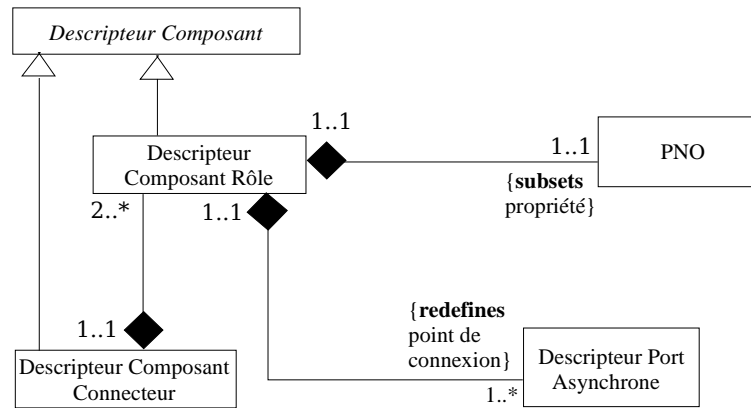 Descripteur Composant
1..1
Descripteur
Composant Rôle
1..1
PNO
{subsets
propriété}
2..*
1..1
{redefines
point de
connexion}
1..1
Descripteur Composant
Connecteur
Descripteur Port
Asynchrone
1..*